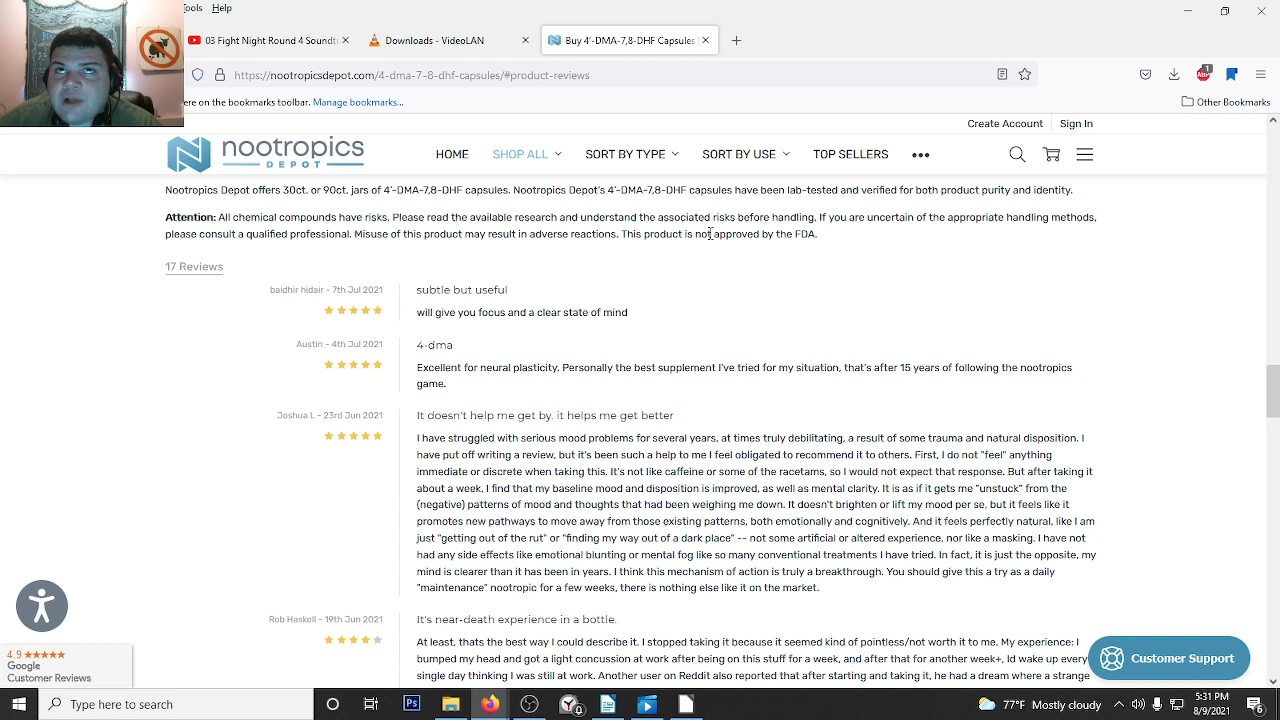 03 Fight Night Round 4 Soundt
Downloads - VideoLAN
Buy 4'-DMA-7,8-DHF Capsules |
https://nootropicsdepot.com/4-dma-7-8-dhf-capsules/#product-reviews
ABP 1
ere on the bookmarks toolbar. Manage bookmarks...
Other Bookmarks
Create Account
Sign In
nootropics
DEPOT
HOME
SHOP ALL
SORT BY TYPE
SORT BY USE
TOP SELLERS
Nootropics Depot offers 30ct. or 90ct. jars of 4'-DMA-7,8-DHF capsules. Nootropics Depot's 4'-DMA-7,8-DHF capsules have been lab-tested and verified for both product purity and identity.
Attention: All chemical compounds have risks. Please read the available research and understand the associated risks before handling. If you are uncertain of the appropriate handling methods,
please consult a qualified professional. Misuse of this product may result in adverse reactions. This product is not approved by the FDA.
17 Reviews
baidhir hidair - 7th Jul 2021
subtle but useful
will give you focus and a clear state of mind
Austin - 4th Jul 2021
4-dma
Excellent for neural plasticity. Personally the best supplement I've tried for my situation, that's after 15 years of following the nootropics
game.
Joshua L - 23rd Jun 2021
It doesn't help me get by. it helps me get better
I have struggled with serious mood problems for several years, at times truly debilitating, a result of some trauma and natural disposition. I
have put off writing a review, but it's been such a help to me I feel obligated to do so. First, I do not "feel" anything
immediate or discrete when taking this. It's not like caffeine or some of the racetams, so I would not expect that response. But after taking it
about a week, I find that my baseline mood and disposition is improved, as well as mental clarity. It is as if it gets me "unstuck" from the
(negative) patterns of mood and thoughts that I have wound down over the years. It doesn't brighten or lift my mood per se, but it feels like it
promotes new pathways to move away from those existing patterns, both emotionally and cognitively. And it feels perfectly natural, like I am
just "getting out of the rut" or "finding my way out of a dark way" -- not some artificial or altered experience, nor like a masking. I have not
had any side effects like emotional blunting or mental fog like so many conventional treatments I have tried. In fact, it is just the opposite, my
mind is clearer than it has been in years. I think this mechanism of action is truly a breakthrough. You should give this a try as a daily
"maintenance" nootropic for a few weeks, there is nothing like it on the market.
Rob Haskell - 19th Jun 2021
It's near-death experience in a bottle.
At least, that's the best way I could describe it. I stopped taking it because it seemed kind of pointless/not worth it to me. My experience: I
bumped my head and got a light concussion at work after being on this stuff for a week, and after that for another week+, Id wake up every
single day wondering if I was still alive or not. Another user on Reddit also reported that after starting and taking it, he had a dream where a strange
4.9
Google
Customer Reviews
Customer Support
Type here to search
77°F
5:31 PM